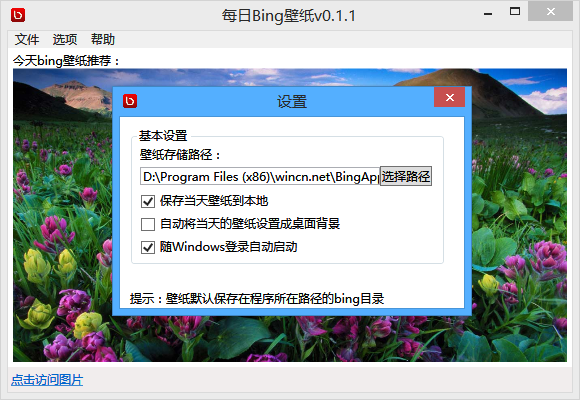 每日Bing壁纸v0.1.1
文件 选项 帮助
今天bing壁纸推荐：
设置
基本设置
壁纸存储路径：
D:\Program Files (x86)\wincn.net\BingApp 选择路径
保存当天壁纸到本地
自动将当天的壁纸设置成桌面背景
随Windows登录自动启动
提示：壁纸默认保存在程序所在路径的bing目录
点击访问图片